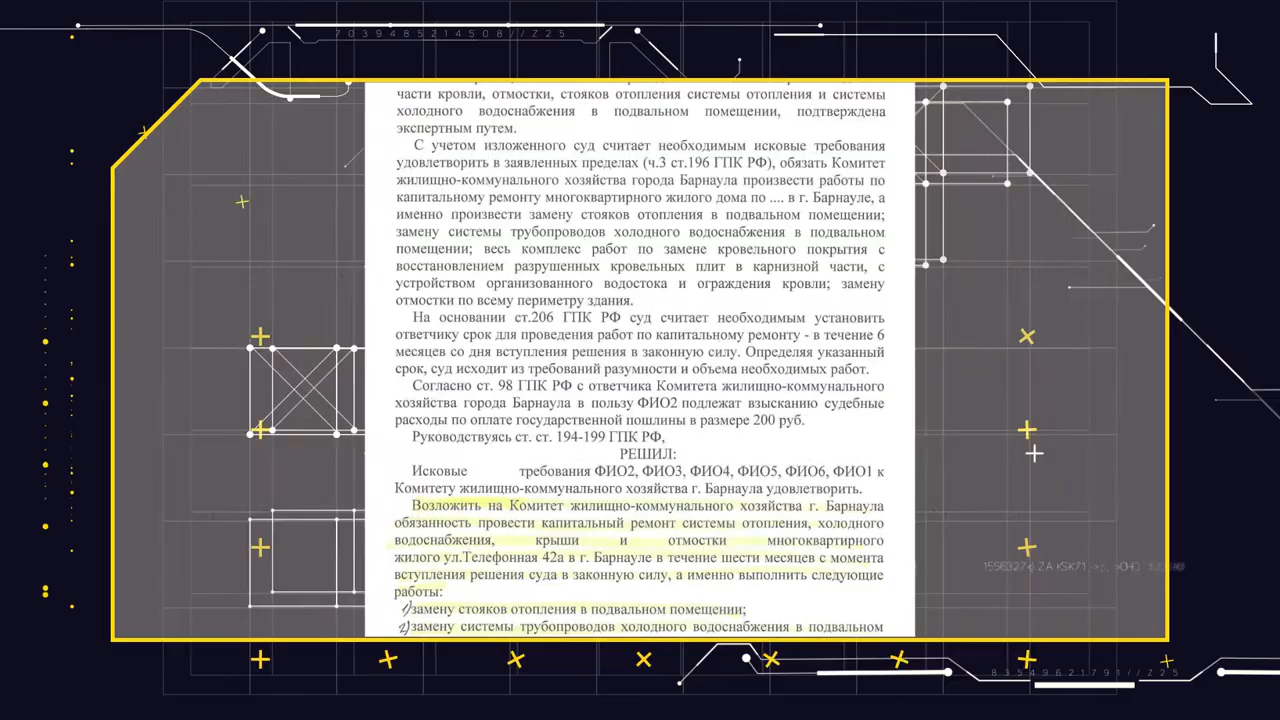 7039485214508//Z25
части кровли, отмостки, стояков отопления системы отопления и системы
холодного водоснабжения в подвальном помещении, подтверждена
экспертным путем.
С учетом изложенного суд считает необходимым исковые требования
удовлетворить в заявленных пределах (ч.3 ст.196 ГПК РФ), обязать Комитет
жилищно-коммунального хозяйства города Барнаула произвести работы по
капитальному ремонту многоквартирного жилого дома по .... в г. Барнауле, а
именно произвести замену стояков отопления в подвальном помещении;
замену системы трубопроводов холодного водоснабжения в подвальном
помещении; весь комплекс работ по замене кровельного покрытия с
восстановлением разрушенных кровельных плит в карнизной части, с
устройством организованного водостока и ограждения кровли; замену
отмостки по всему периметру здания.
На основании ст.206 ГПК РФ суд считает необходимым установить
ответчику срок для проведения работ по капитальному ремонту - в течение 6
месяцев со дня вступления решения в законную силу. Определяя указанный
срок, суд исходит из требований разумности и объема необходимых работ.
Согласно ст. 98 ГПК РФ с ответчика Комитета жилищно-коммунального
хозяйства города Барнаула в пользу ФИО2 подлежат взысканию судебные
расходы по оплате государственной пошлины в размере 200 руб.
Руководствуясь ст. ст. 194-199 ГПК РФ,
РЕШИЛ:
Исковые требования ФИО2, ФИО3, ФИО4, ФИО5, ФИО6, ФИО1 к
Комитету жилищно-коммунального хозяйства г. Барнаула удовлетворить.
Возложить на Комитет жилищно-коммунального хозяйства г. Барнаула
обязанность провести капитальный ремонт системы отопления, холодного
водоснабжения, крыши и отмостки многоквартирного
жилого ул.Телефонная 42а в г. Барнауле в течение шести месяцев с момента
вступления решения суда в законную силу, а именно выполнить следующие
работы:
1) замену стояков отопления в подвальном помещении;
2) замену системы трубопроводов холодного водоснабжения в подвальном
ZA KSK71
83549621791//Z25